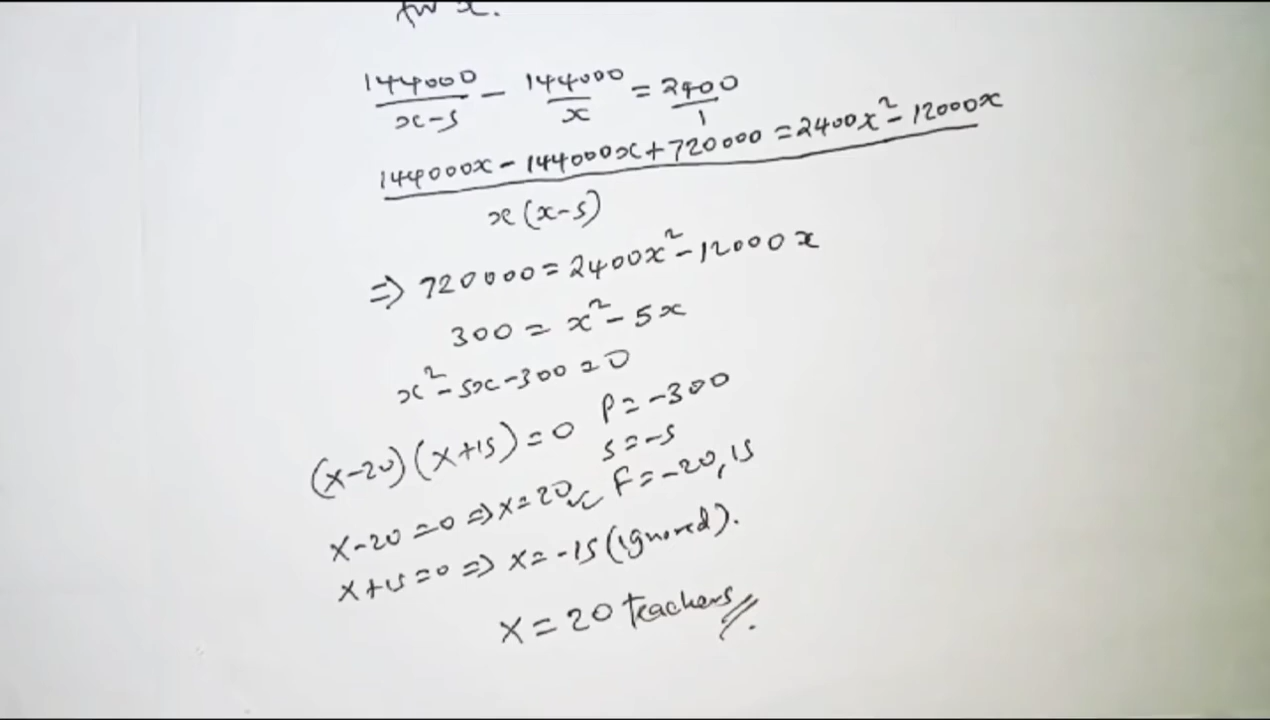 for x.
144000/x-5 - 144000/x = 2400/1
144000x - 144000x + 720000 = 2400x² - 12000x
x(x-5)
⇒ 720000 = 2400x² - 12000x
300 = x² - 5x
x² - 5x - 300 = 0
(x-20)(x+15) = 0 P = -300
S = -5
x-20 = 0 ⇒ x = 20 ✓ F = -20, 15
x+15 = 0 ⇒ x = -15 (ignored).
x = 20 teachers